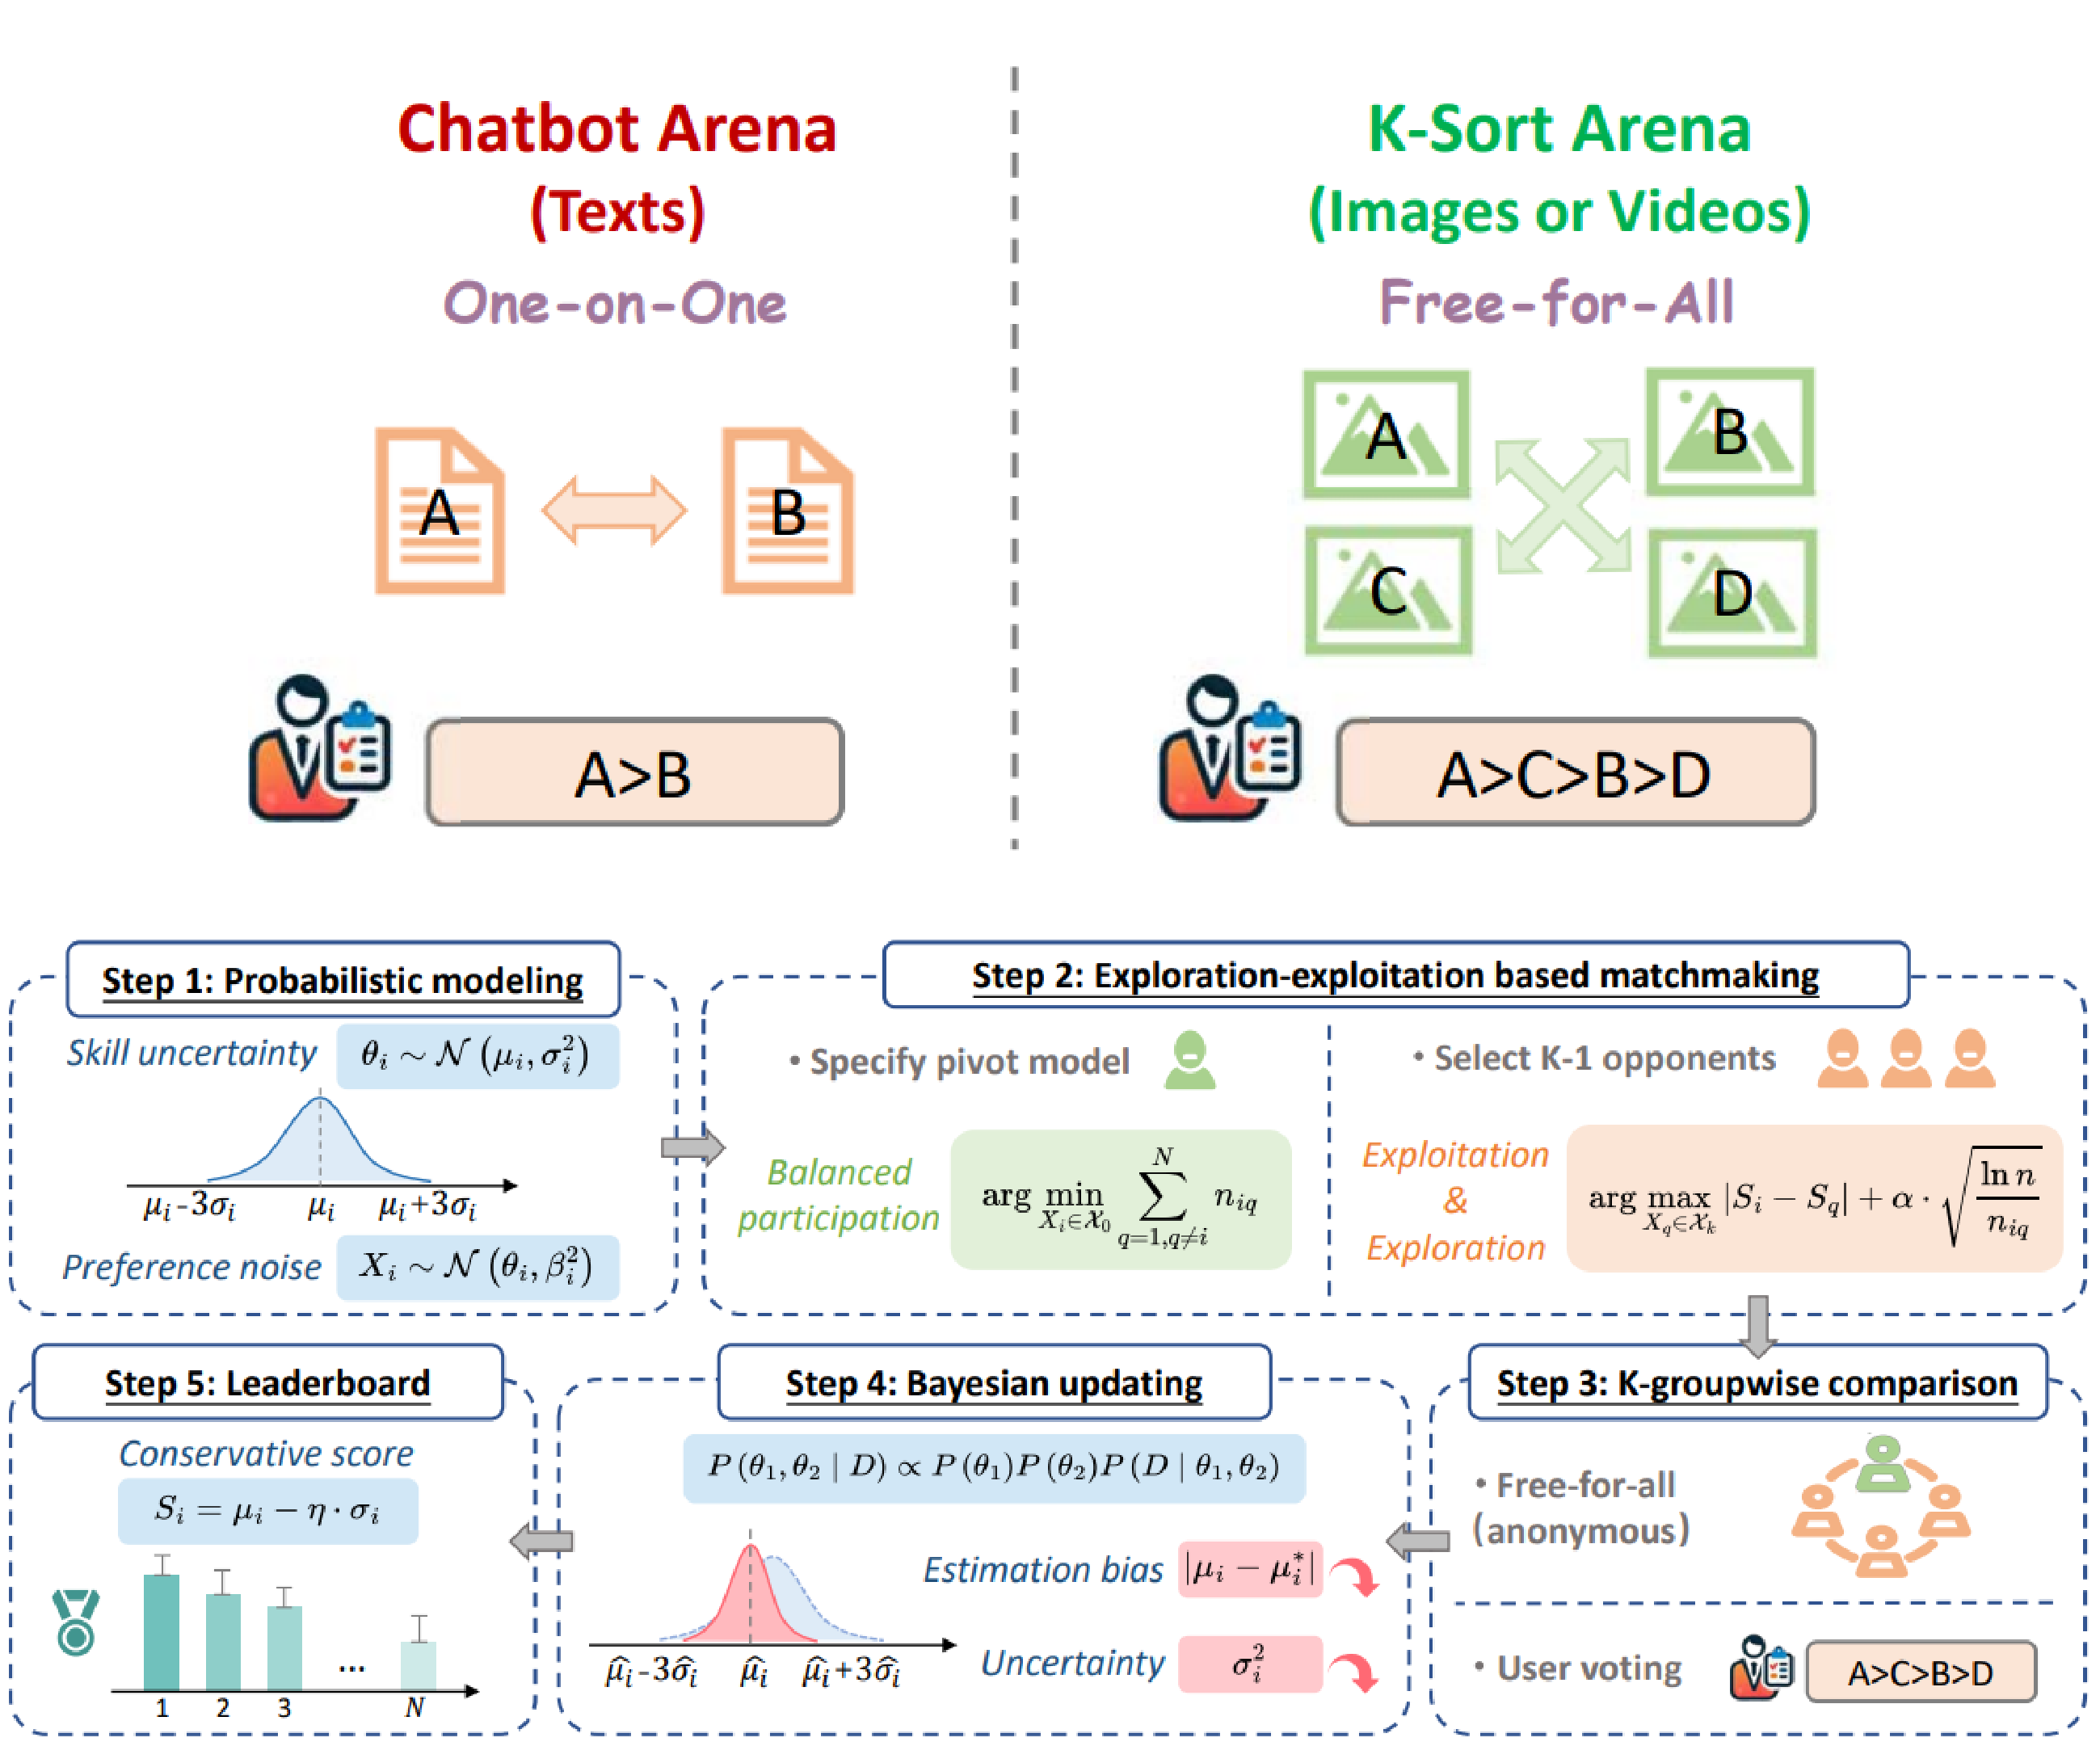 Chatbot Arena
(Texts)
One-on-One
A
B
A>B
K-Sort Arena
(Images or Videos)
Free-for-All
A
B
C
D
A>C>B>D
Step 1: Probabilistic modeling
Skill uncertainty θ_i ∼ 𝒩 (μ_i, σ_i^2)
μ_i-3σ_i μ_i μ_i+3σ_i
Preference noise X_i ∼ 𝒩 (θ_i, β_i^2)
Step 2: Exploration-exploitation based matchmaking
• Specify pivot model
Balanced
participation
arg min_{X_i∈𝒳_0} ∑_{q=1,q≠i}^{N} n_{iq}
• Select K-1 opponents
Exploitation
&
Exploration
arg max_{X_q∈𝒳_k} |S_i − S_q| + α · √(ln n / n_{iq})
Step 3: K-groupwise comparison
• Free-for-all
(anonymous)
• User voting
A>C>B>D
Step 4: Bayesian updating
P (θ_1, θ_2 | D) ∝ P (θ_1)P (θ_2)P (D | θ_1, θ_2)
Estimation bias |μ_i − μ_i^*|
Uncertainty σ_i^2
μ̂_i-3σ̂_i μ̂_i μ̂_i+3σ̂_i
Step 5: Leaderboard
Conservative score
S_i = μ_i − η · σ_i
1 2 3 ... N